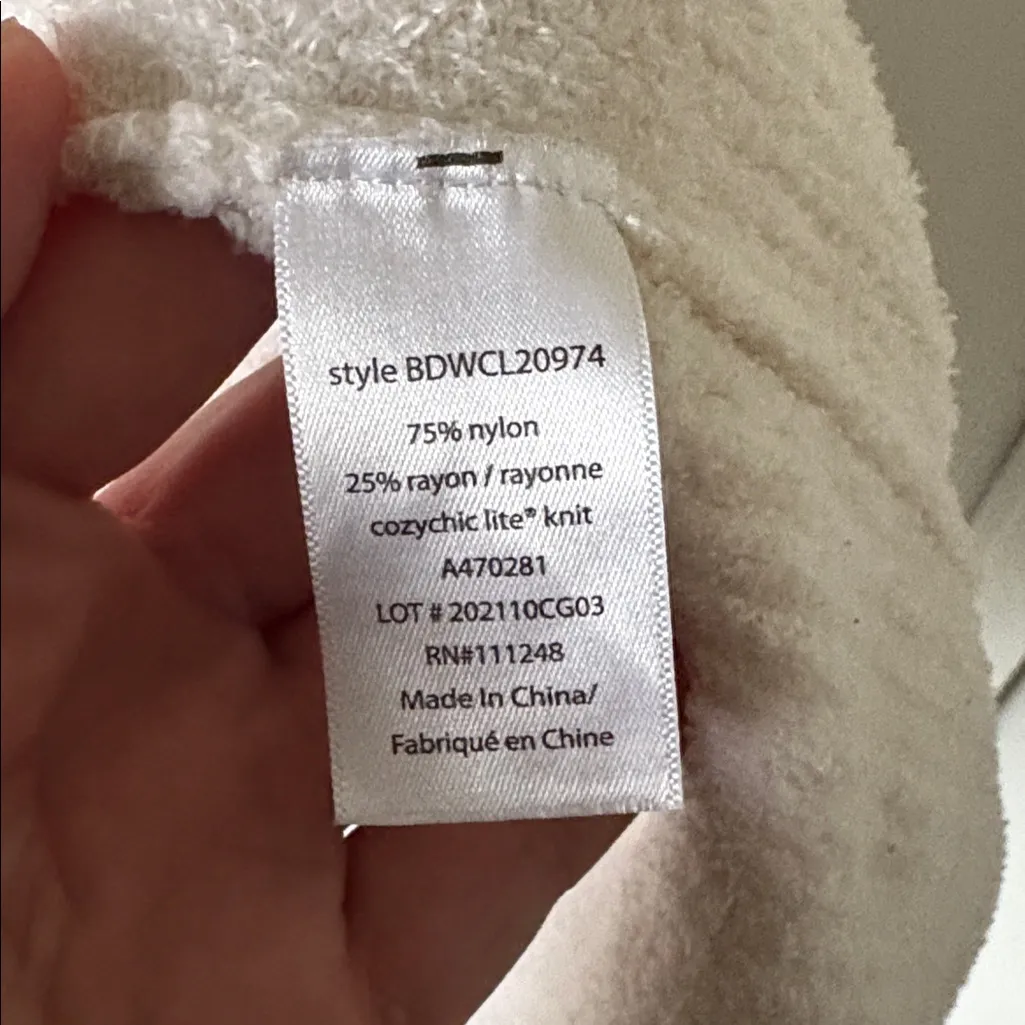 style BDWCL20974
75% nylon
25% rayon / rayonne
cozychic lite® knit
A470281
LOT # 202110CG03
RN#111248
Made In China/
Fabriqué en Chine